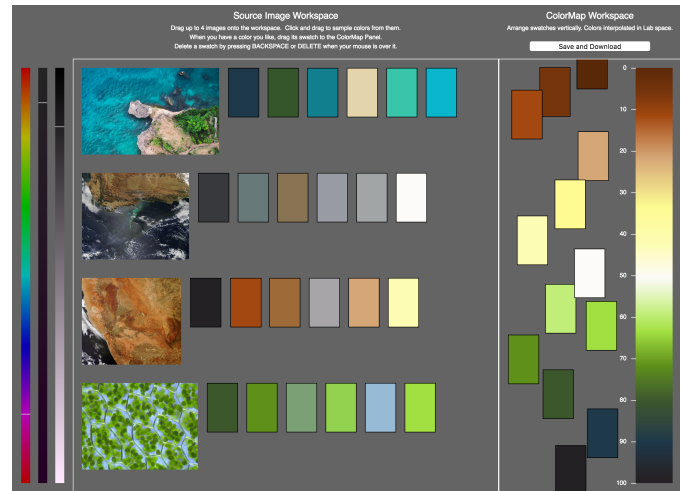 Source Image Workspace
Drag up to 4 images onto the workspace. Click and drag to sample colors from them.
When you have a color you like, drag its swatch to the ColorMap Panel.
Delete a swatch by pressing BACKSPACE or DELETE when your mouse is over it.
ColorMap Workspace
Arrange swatches vertically. Colors interpolated in Lab space.
Save and Download
0
10
20
30
40
50
60
70
80
90
100